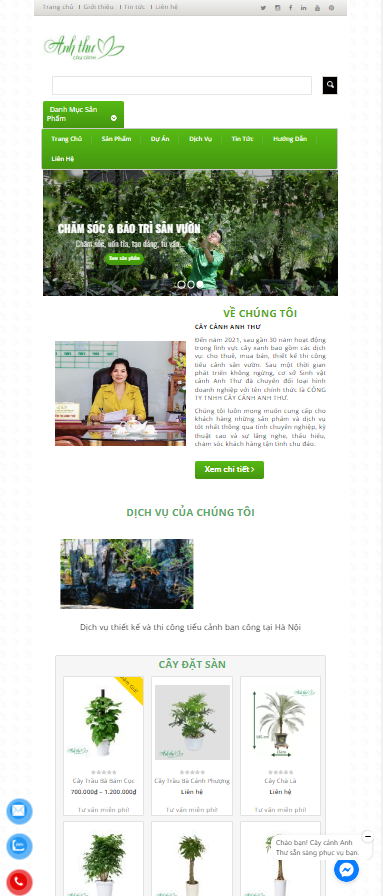 Trang chủ
Giới thiệu
Tin tức
Liên hệ
Anh thư
CÂY CẢNH
Danh Mục Sản
Phẩm
Trang Chủ
Sản Phẩm
Dự Án
Dịch Vụ
Tin Tức
Hướng Dẫn
Liên Hệ
CHĂM SÓC & BẢO TRÌ SÂN VƯỜN
Chăm sóc, uốn tỉa, tạo dáng, tư vấn...
Xem sản phẩm
VỀ CHÚNG TÔI
CÂY CẢNH ANH THƯ
Đến năm 2021, sau gần 30 năm hoạt động
trong lĩnh vực cây xanh bao gồm các dịch
vụ: cho thuê, mua bán, thiết kế thi công
tiểu cảnh sân vườn. Sau một thời gian
phát triển không ngừng, cơ sở Sinh vật
cảnh Anh Thư đã chuyển đổi loại hình
doanh nghiệp với tên chính thức là CÔNG
TY TNHH CÂY CẢNH ANH THƯ.
Chúng tôi luôn mong muốn cung cấp cho
khách hàng những sản phẩm và dịch vụ
tốt nhất thông qua tính chuyên nghiệp, kỹ
thuật cao và sự lắng nghe, thấu hiểu,
chăm sóc khách hàng tận tình chu đáo.
Xem chi tiết
DỊCH VỤ CỦA CHÚNG TÔI
Dịch vụ thiết kế và thi công tiểu cảnh ban công tại Hà Nội
CÂY ĐẶT SÀN
Giảm Giá!
Cây Trầu Bà Bám Cọc
700.000₫ – 1.200.000₫
Tư vấn miễn phí!
Cây Trầu Bà Cánh Phượng
Liên hệ
Tư vấn miễn phí!
Cây Chà Là
Liên hệ
Tư vấn miễn phí!
Chào bạn! Cây cảnh Anh
Thư sẵn sàng phục vụ bạn.